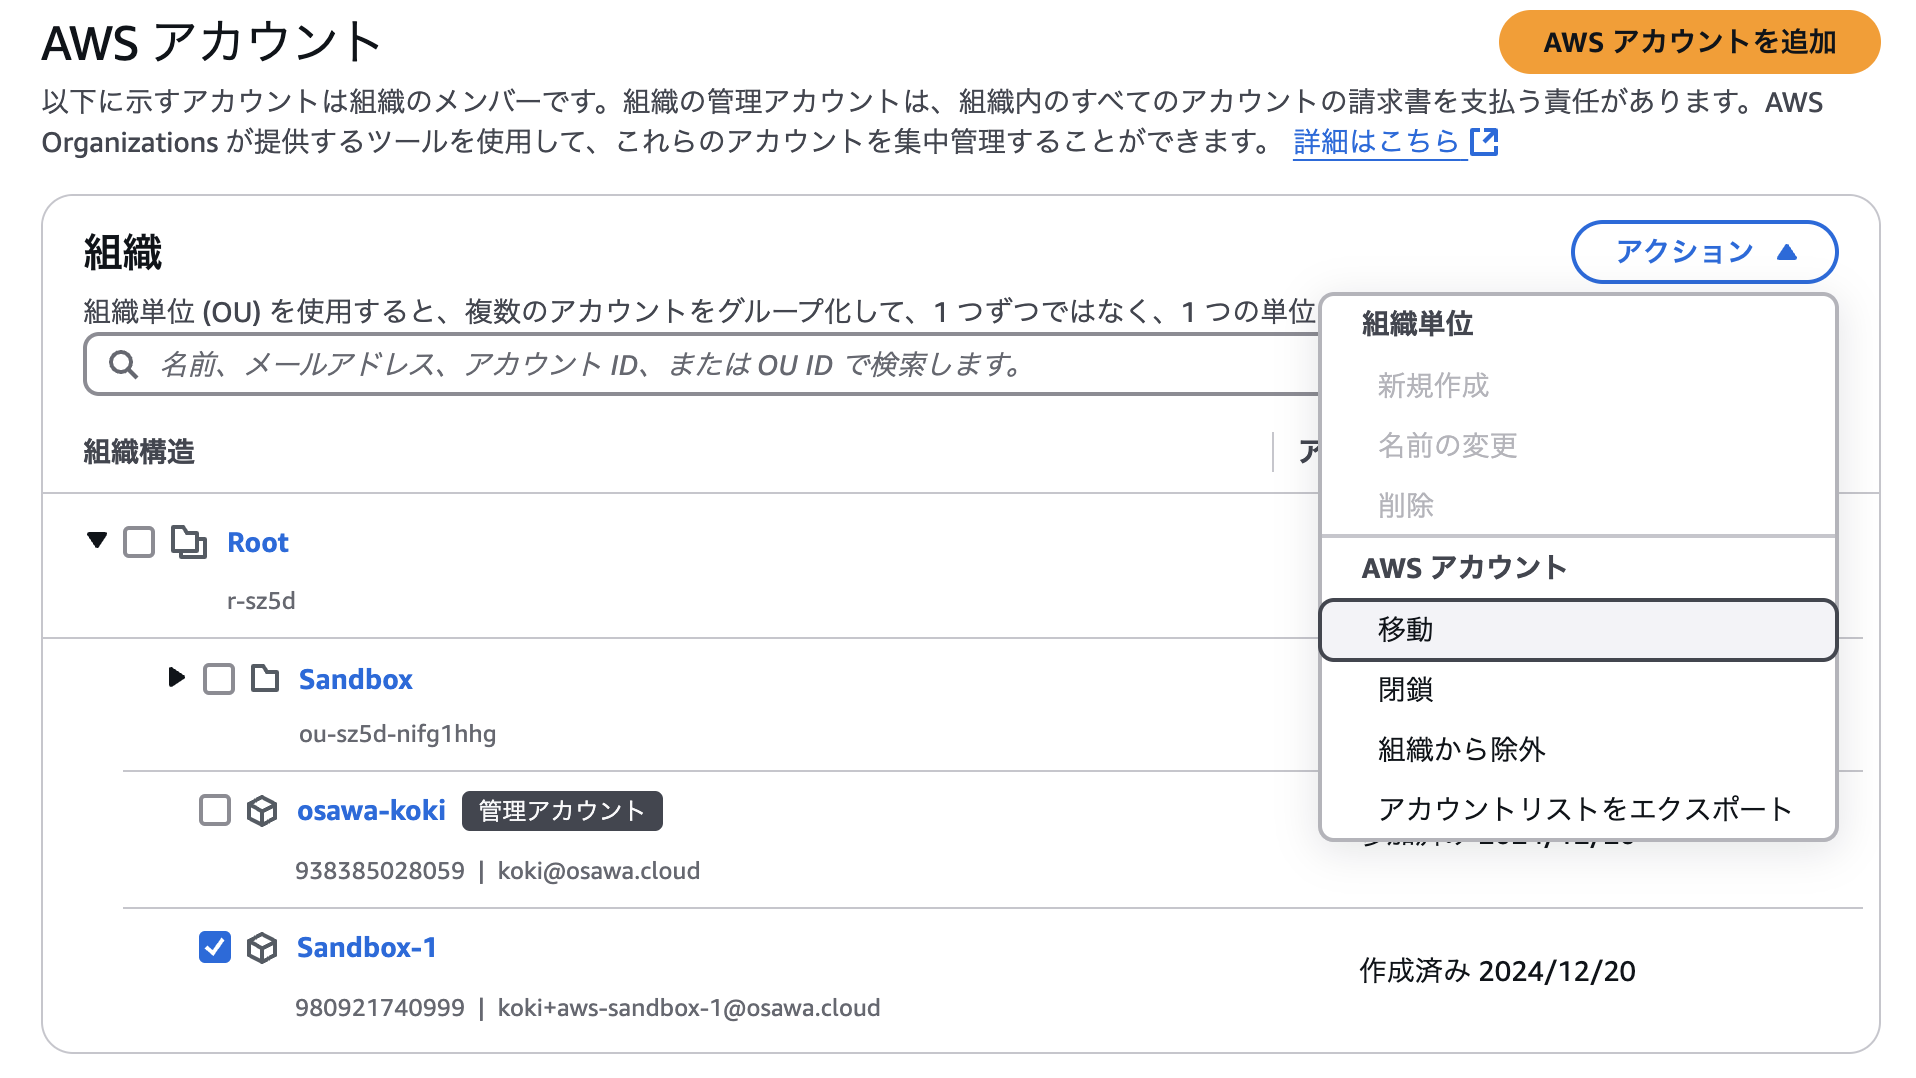 AWS アカウント
AWS アカウントを追加
以下に示すアカウントは組織のメンバーです。組織の管理アカウントは、組織内のすべてのアカウントの請求書を支払う責任があります。AWS
Organizations が提供するツールを使用して、これらのアカウントを集中管理することができます。 詳細はこちら
組織
アクション
組織単位 (OU) を使用すると、複数のアカウントをグループ化して、1 つずつではなく、1 つの単位
名前、メールアドレス、アカウント ID、または OU ID で検索します。
組織構造
ア
組織単位
新規作成
名前の変更
削除
AWS アカウント
移動
閉鎖
組織から除外
アカウントリストをエクスポート
Root
r-sz5d
Sandbox
ou-sz5d-nifg1hhg
osawa-koki 管理アカウント
938385028059 | koki@osawa.cloud
Sandbox-1
980921740999 | koki+aws-sandbox-1@osawa.cloud
作成済み 2024/12/20